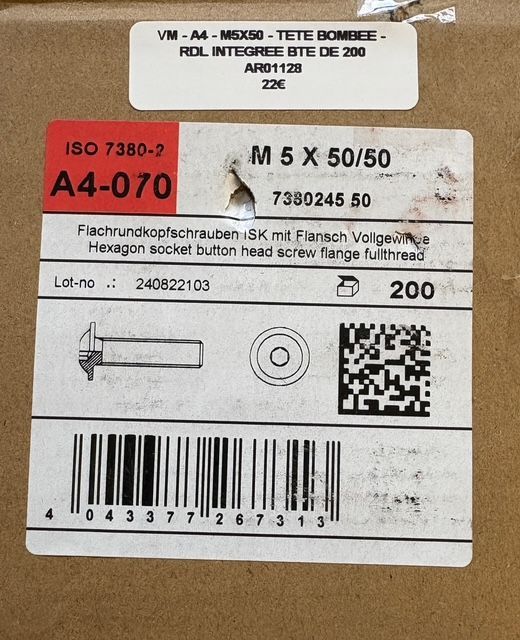 VM - A4 - M5X50 - TETE BOMBEE -
RDL INTEGREE BTE DE 200
AR01128
22€
ISO 7380-2
A4-070
M 5 X 50/50
7380245 50
Flachrundkopfschrauben ISK mit Flansch Vollgewinde
Hexagon socket button head screw flange fullthread
Lot-no .: 240822103
200
4 043377 267313